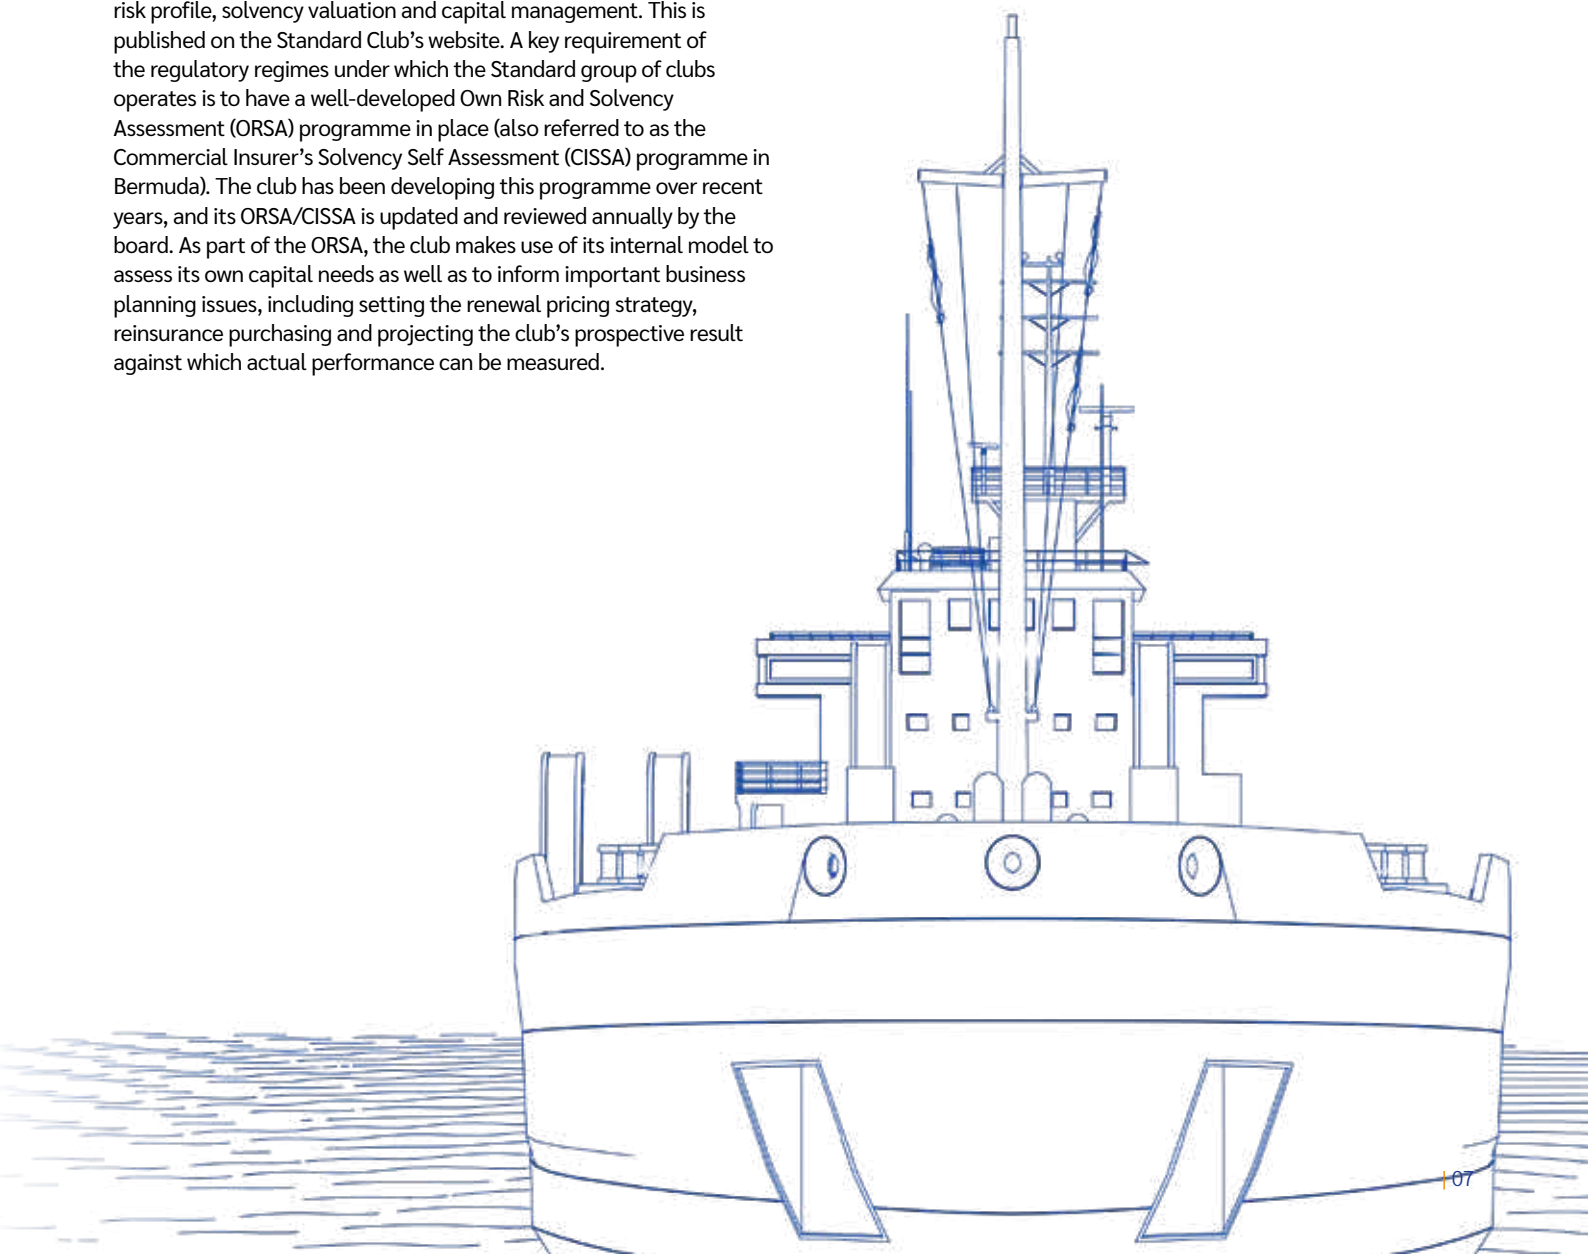 risk profile, solvency valuation and capital management. This is
published on the Standard Club’s website. A key requirement of
the regulatory regimes under which the Standard group of clubs
operates is to have a well-developed Own Risk and Solvency
Assessment (ORSA) programme in place (also referred to as the
Commercial Insurer’s Solvency Self Assessment (CISSA) programme in
Bermuda). The club has been developing this programme over recent
years, and its ORSA/CISSA is updated and reviewed annually by the
board. As part of the ORSA, the club makes use of its internal model to
assess its own capital needs as well as to inform important business
planning issues, including setting the renewal pricing strategy,
reinsurance purchasing and projecting the club’s prospective result
against which actual performance can be measured.
| 07